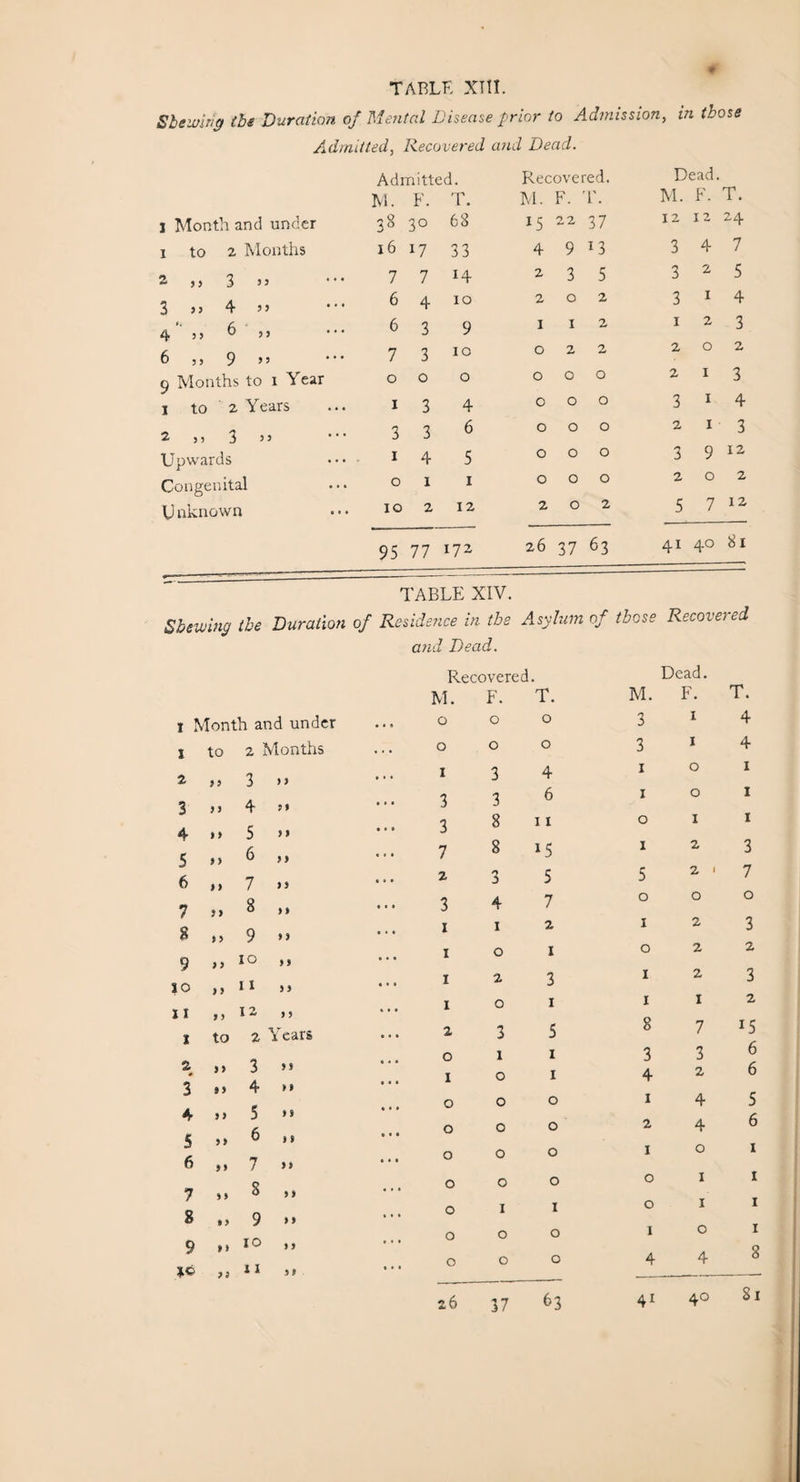 TABLE XIII.
Shewing the Duration of Mental Disease prior to Admission, in those
Admitted, Recovered and Dead.
Admitted. Recovered. Dead.
M. F. T. M. F. T. M. F. T.
1 Month and under 38 30 68 15 22 37 12 12 24
1 to 2 Months 16 17 33 4 9 13 3 4 7
2 ,, 3 ,, ... 7 7 14 2 3 5 3 2 5
3 ,, 4 ,, ... 6 4 10 2 0 2 3 1 4
4 ,, 6 ,, ... 6 3 9 1 1 2 1 2 3
6 ,, 9 ,, ... 7 3 10 0 2 2 2 0 2
9 Months to 1 Year 0 0 0 0 0 0 2 1 3
1 to 2 Years ... 1 3 4 0 0 0 3 1 4
2 ,, 3 ,, ... 3 3 6 0 0 0 2 1 3
Upwards ... 1 4 5 0 0 0 3 9 12
Congenital ... 0 1 1 0 0 0 2 0 2
Unknown ... 10 2 12 2 0 2 5 7 12
95 77 172 26 37 63 41 40 81
TABLE XIV.
Shewing the Duration of Residence in the Asylum of those Recovered
and Dead.
Recovered. Dead.
M. F. T. M. F. T.
1 Month and under ... 0 0 0 3 1 4
1 to 2 Months ... 0 0 0 3 1 4
2 ,, 3 ,, ... 1 3 4 1 0 1
3 ,, 4 ,, ... 3 3 6 1 0 1
4 ,, 5 ,, ... 3 8 11 0 1 1
5 ,, 6 ,, ... 7 8 15 1 2 3
6 ,, 7 ,, ... 2 3 5 5 2 7
7 ,, 8 ,, ... 3 4 7 0 0 0
8 ,, 9 ,, ... 1 1 2 1 2 3
9 ,, 10 ,, ... 1 0 1 0 2 2
10 ,, 11 ,, ... 1 2 3 1 2 3
11 ,, 12 ,, ... 1 0 1 1 1 2
1 to 2 Years ... 2 3 5 8 7 15
2 ,, 3 ,, ... 0 1 1 3 3 6
3 ,, 4 ,, ... 1 0 1 4 2 6
4 ,, 5 ,, ... 0 0 0 1 4 5
5 ,, 6 ,, ... 0 0 0 2 4 6
6 ,, 7 ,, ... 0 0 0 1 0 1
7 ,, 8 ,, ... 0 0 0 0 1 1
8 ,, 9 ,, ... 0 1 1 0 1 1
9 ,, 10 ,, ... 0 0 0 1 0 1
10 ,, 11 ,, ... 0 0 0 4 4 8
26 37 63 41 40 81